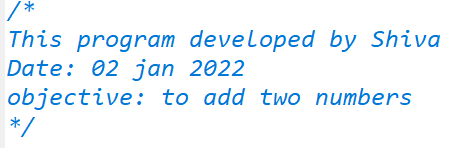 /*
This program developed by Shiva
Date: 02 jan 2022
objective: to add two numbers
*/